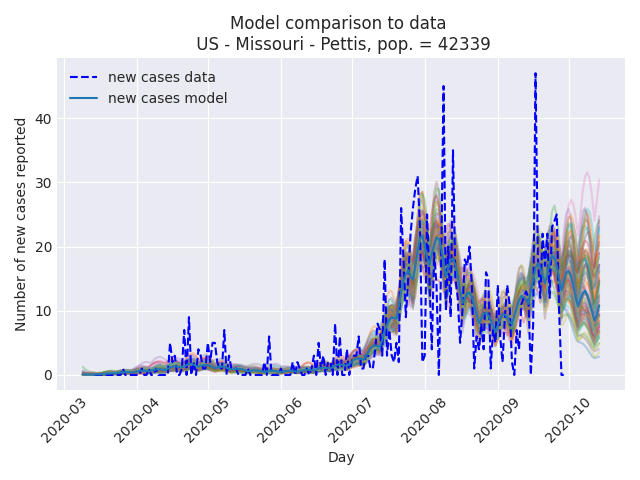 Model comparison to data
US - Missouri - Pettis, pop. = 42339
new cases data
new cases model
Number of new cases reported
40
30
20
10
0
2020-03
2020-04
2020-05
2020-06
2020-07
2020-08
2020-09
2020-10
Day